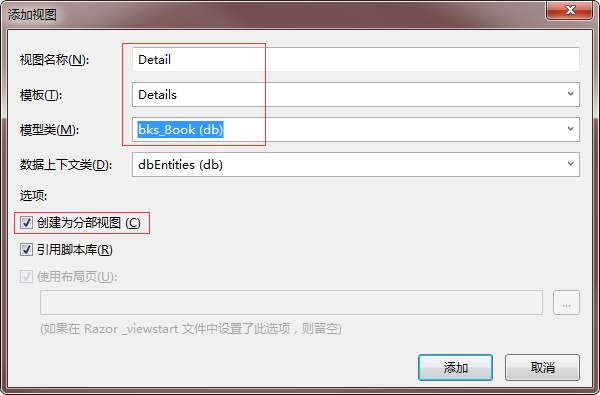 添加视图
视图名称(N): Detail
模板(T): Details
模型类(M): bks_Book (db)
数据上下文类(D): dbEntities (db)
选项:
创建为分部视图 (C)
引用脚本库(R)
使用布局页(U):
...
(如果在 Razor _viewstart 文件中设置了此选项，则留空)
添加 取消